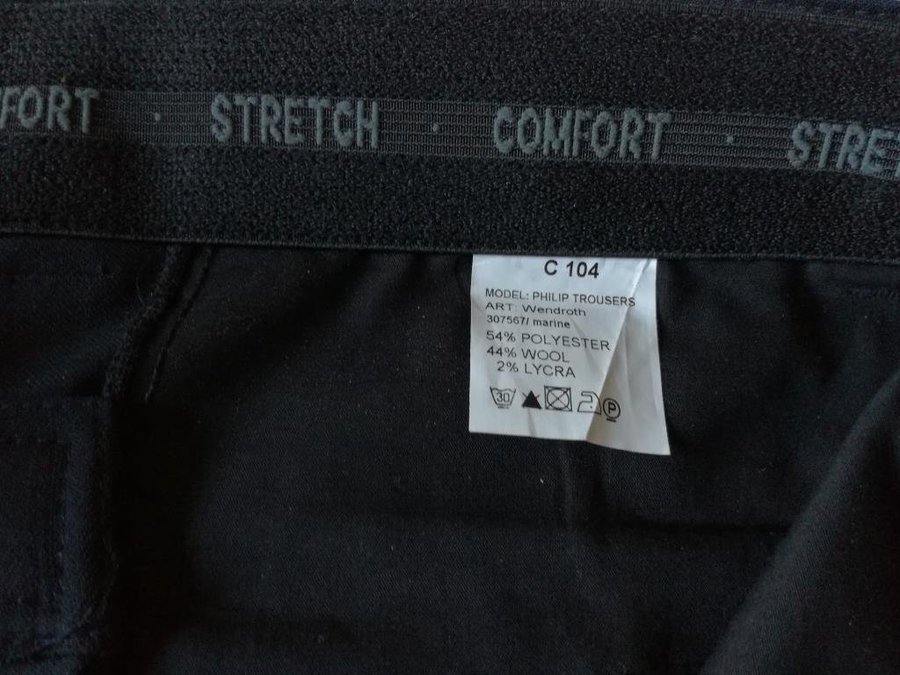 FORT · STRETCH · COMFORT · STRET
C 104
MODEL: PHILIP TROUSERS
ART: Wendroth
307567/ marine
54% POLYESTER
44% WOOL
2% LYCRA
30 P